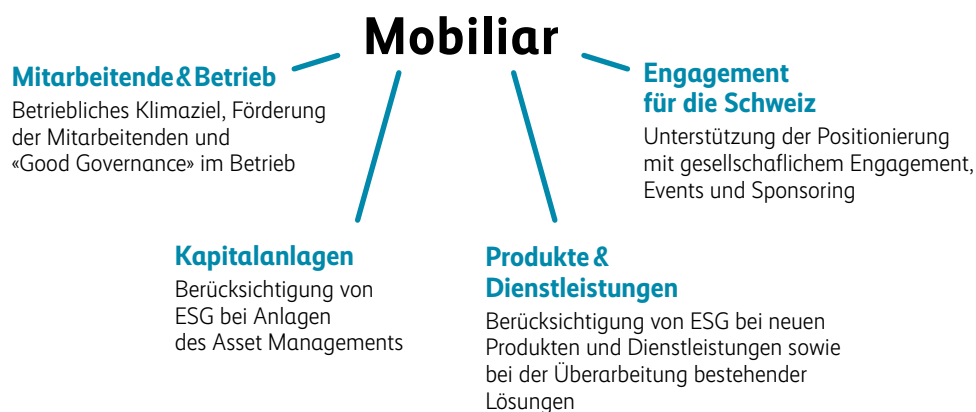 Mobiliar
Mitarbeitende & Betrieb
Betriebliches Klimaziel, Förderung
der Mitarbeitenden und
«Good Governance» im Betrieb
Engagement
für die Schweiz
Unterstützung der Positionierung
mit gesellschaflichem Engagement,
Events und Sponsoring
Kapitalanlagen
Berücksichtigung von
ESG bei Anlagen
des Asset Managements
Produkte &
Dienstleistungen
Berücksichtigung von ESG bei neuen
Produkten und Dienstleistungen sowie
bei der Überarbeitung bestehender
Lösungen